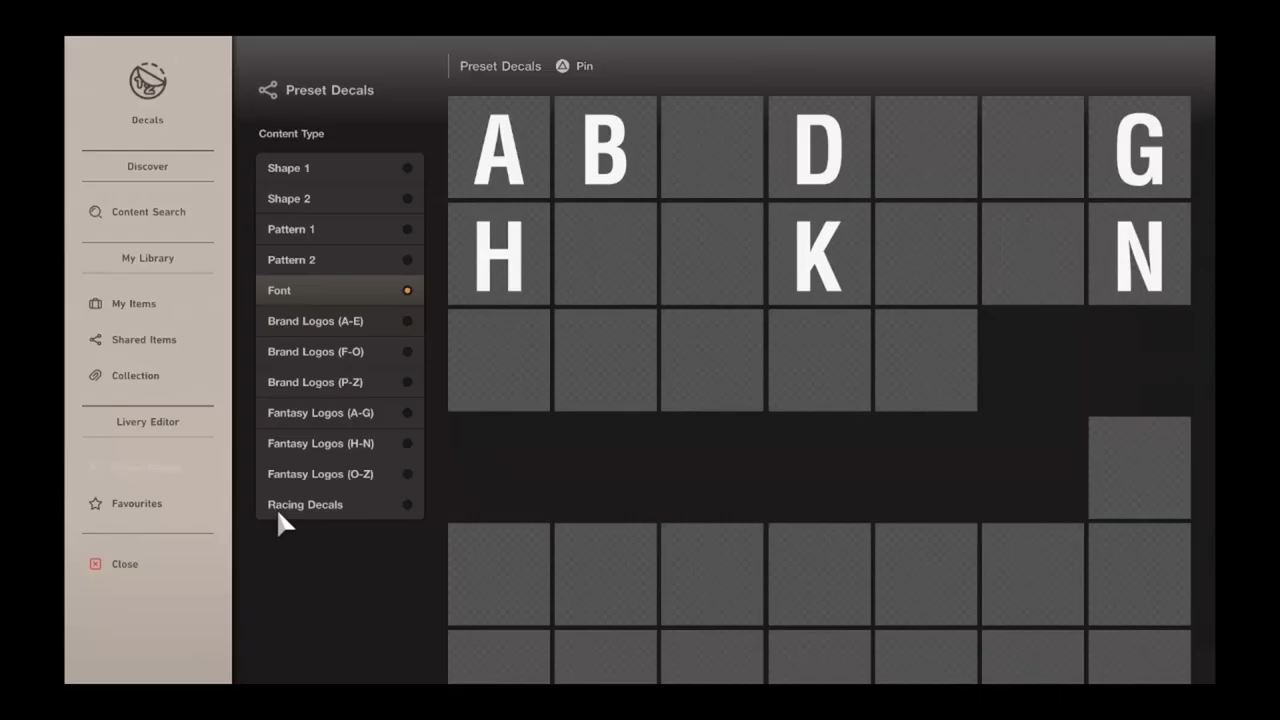 Decals
Discover
Content Search
My Library
My Items
Shared Items
Collection
Livery Editor
Favourites
Close
Preset Decals
Content Type
Shape 1
Shape 2
Pattern 1
Pattern 2
Font
Brand Logos (A-E)
Brand Logos (F-O)
Brand Logos (P-Z)
Fantasy Logos (A-G)
Fantasy Logos (H-N)
Fantasy Logos (O-Z)
Racing Decals
Preset Decals Pin
A B D G
H K N